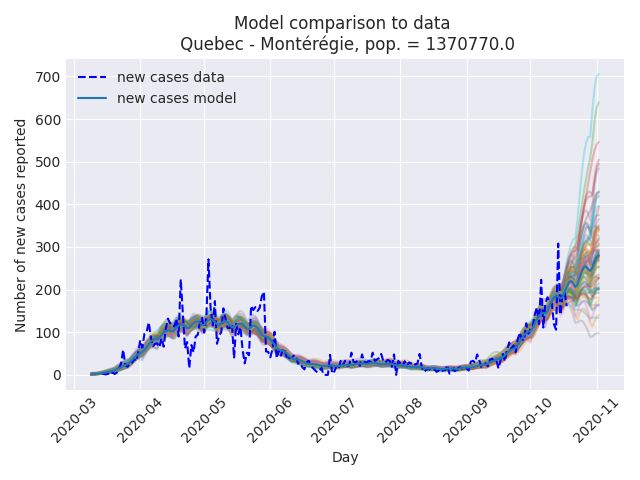 Model comparison to data
Quebec - Montérégie, pop. = 1370770.0
new cases data
new cases model
Number of new cases reported
700
600
500
400
300
200
100
0
2020-03
2020-04
2020-05
2020-06
2020-07
2020-08
2020-09
2020-10
2020-11
Day